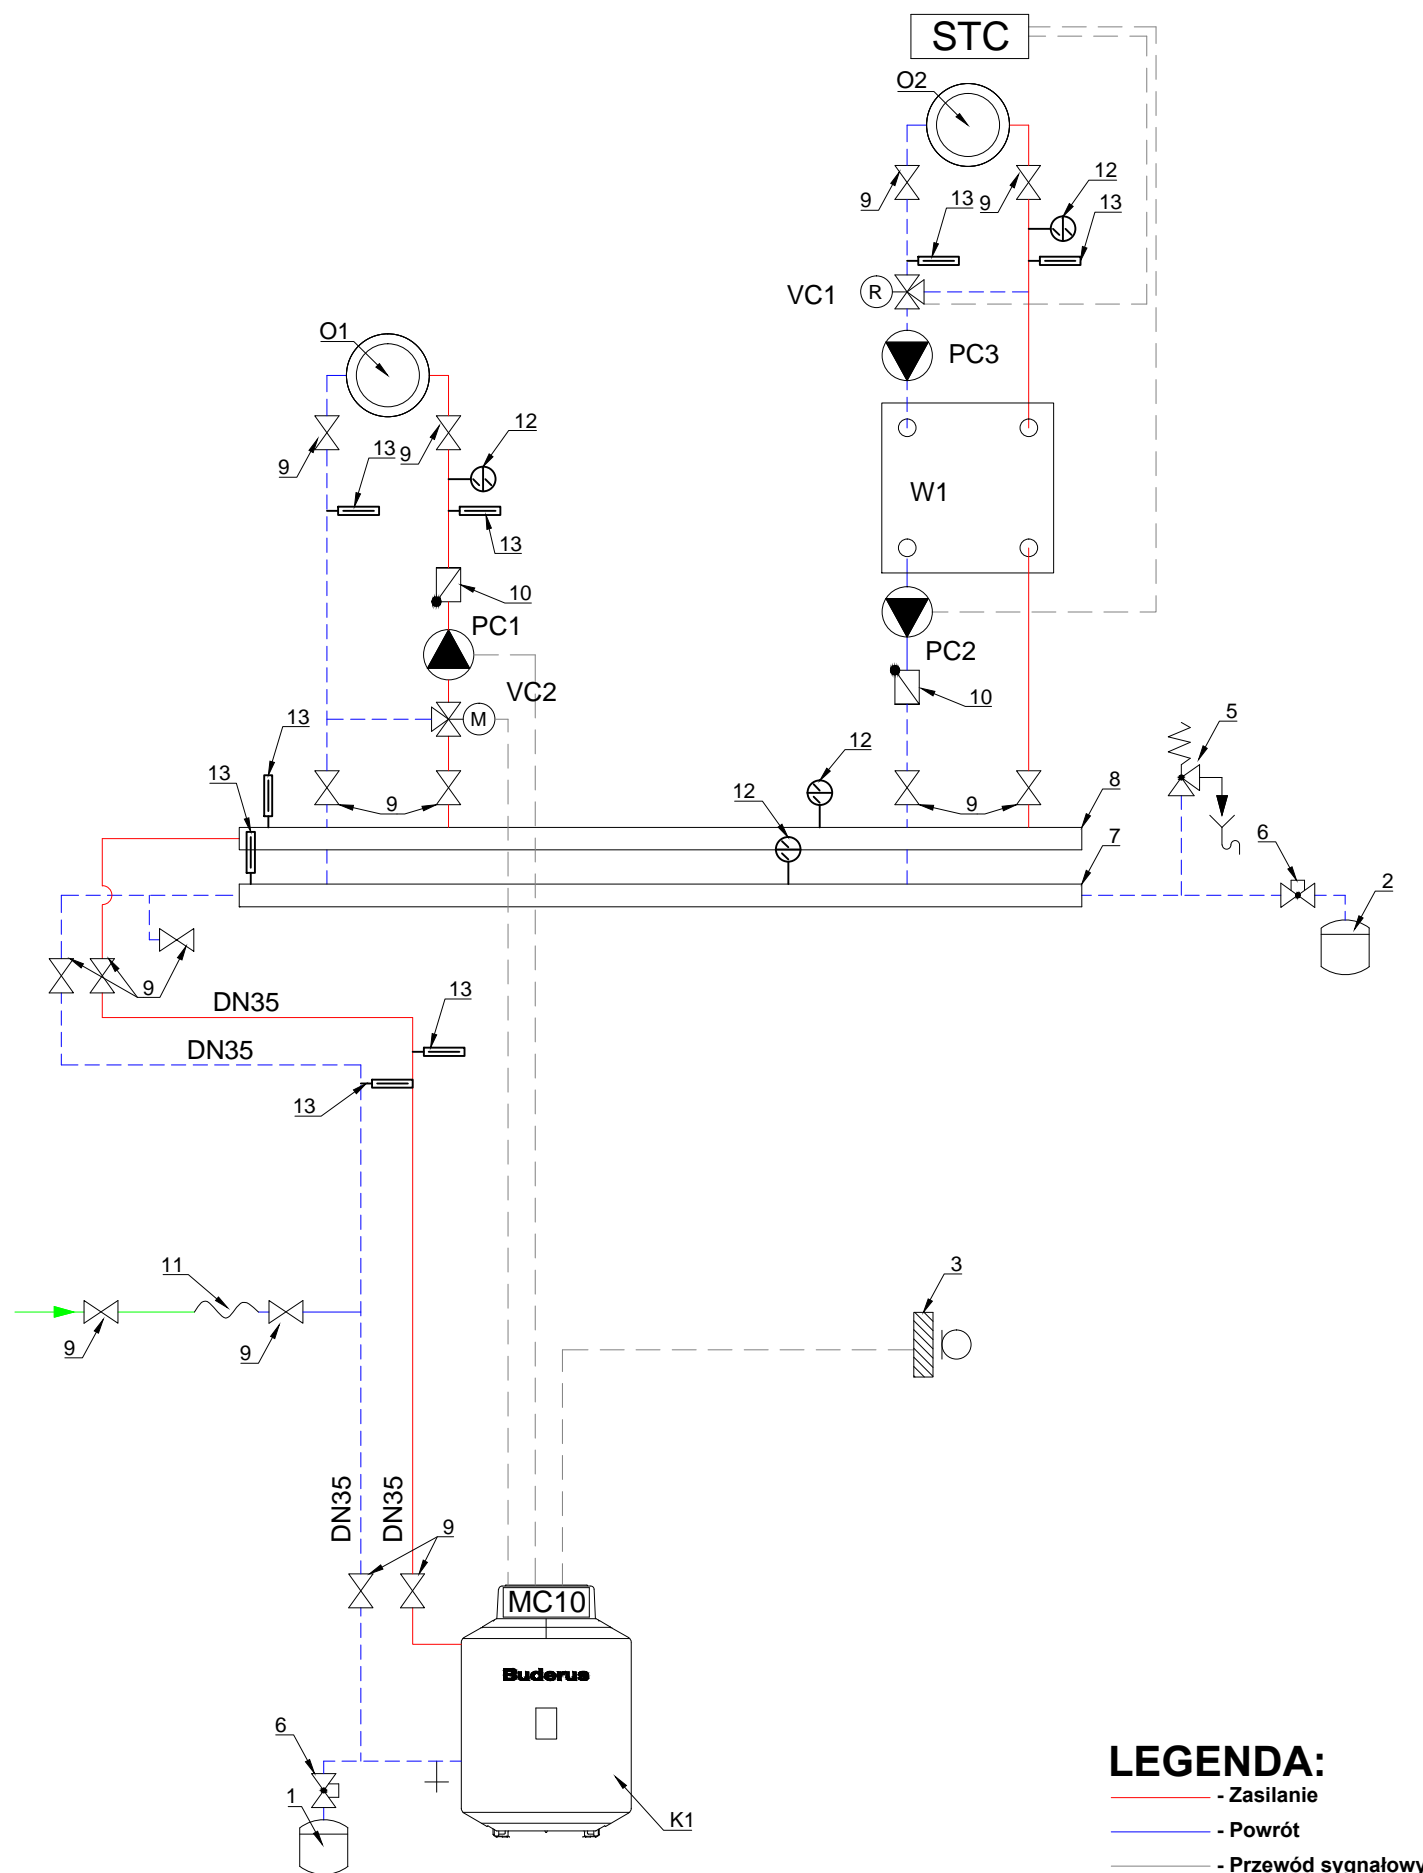 STC
O2
12
9
13
9
13
VC1
R
PC3
O1
12
9
13
9
13
W1
10
PC1
PC2
VC2
M
10
13
5
13
12
12
9
9
8
7
6
2
9
DN35
DN35
13
13
11
3
9
9
DN35
DN35
9
MC10
Buderus
6
1
K1
LEGENDA:
- Zasilanie
- Powrót
- Przewód sygnałowy